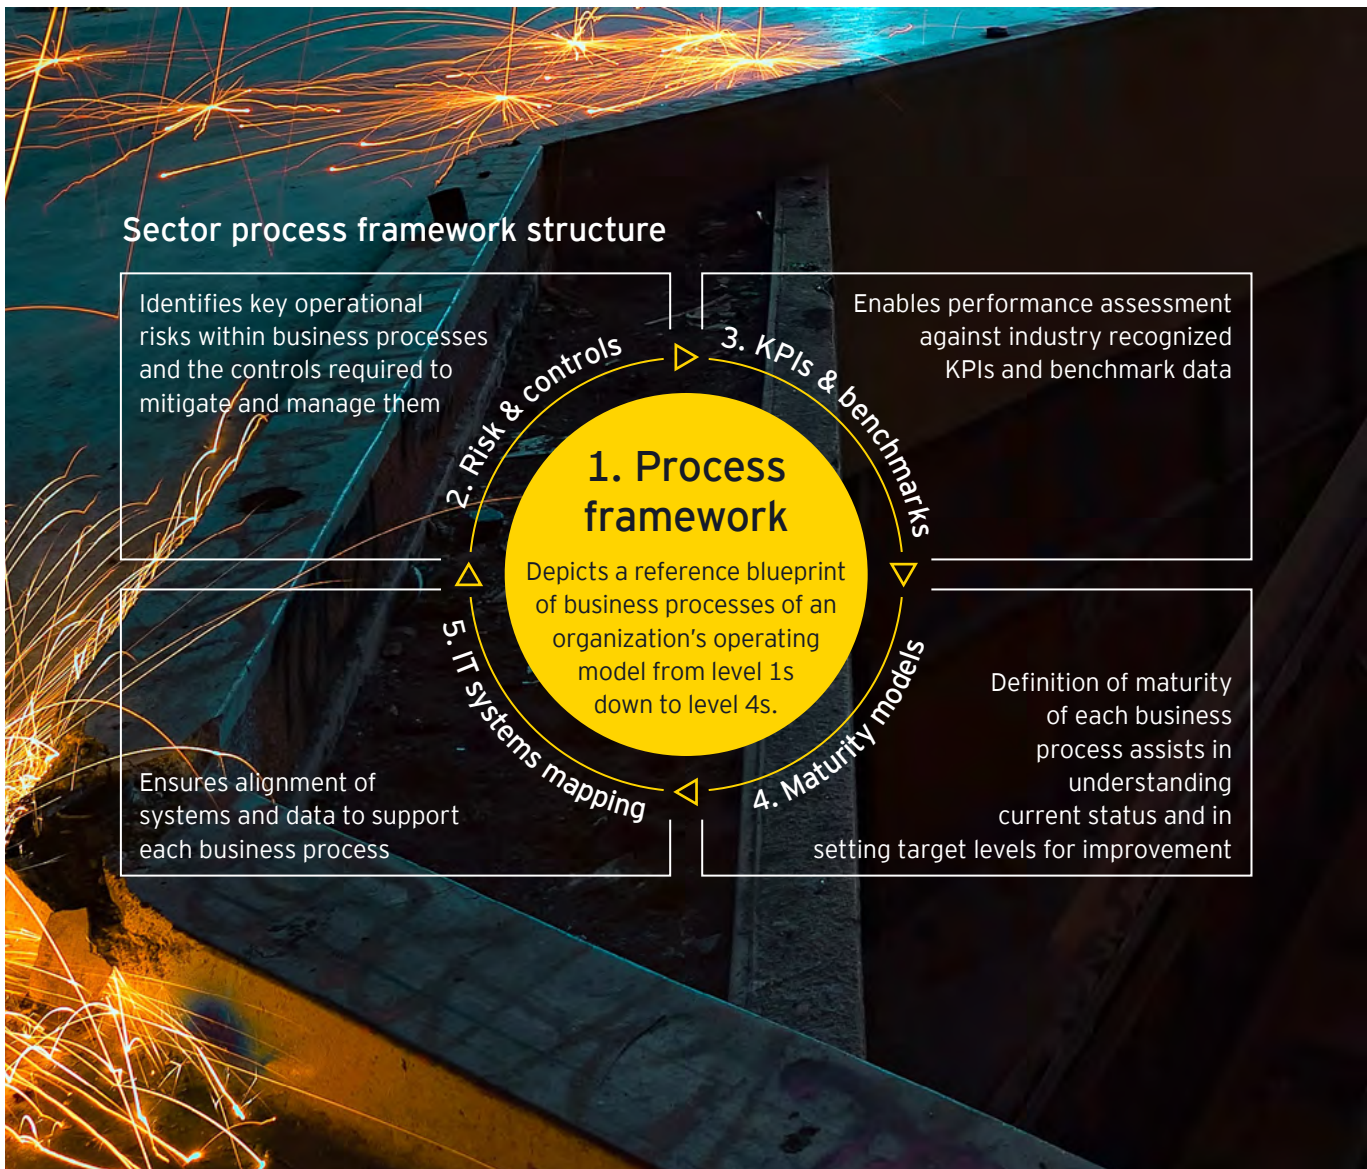 Sector process framework structure
Identifies key operational
risks within business processes
and the controls required to
mitigate and manage them
2. Risk & controls
3. KPIs & benchmarks
Enables performance assessment
against industry recognized
KPIs and benchmark data
1. Process
framework
Depicts a reference blueprint
of business processes of an
organization’s operating
model from level 1s
down to level 4s.
4. Maturity models
Definition of maturity
of each business
process assists in
understanding
current status and in
setting target levels for improvement
5. IT systems mapping
Ensures alignment of
systems and data to support
each business process